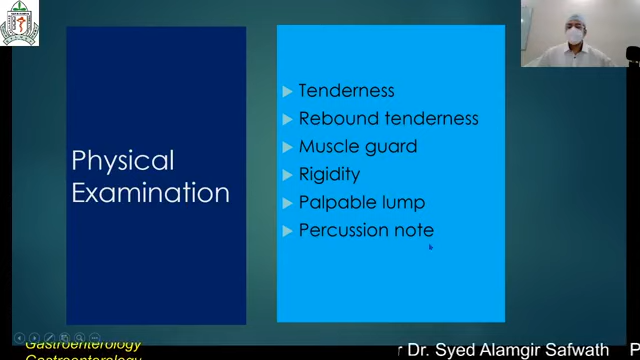 Physical
Examination
Tenderness
Rebound tenderness
Muscle guard
Rigidity
Palpable lump
Percussion note
Gastroenterology
Gastroenterology
r Dr. Syed Alamgir Safwath P